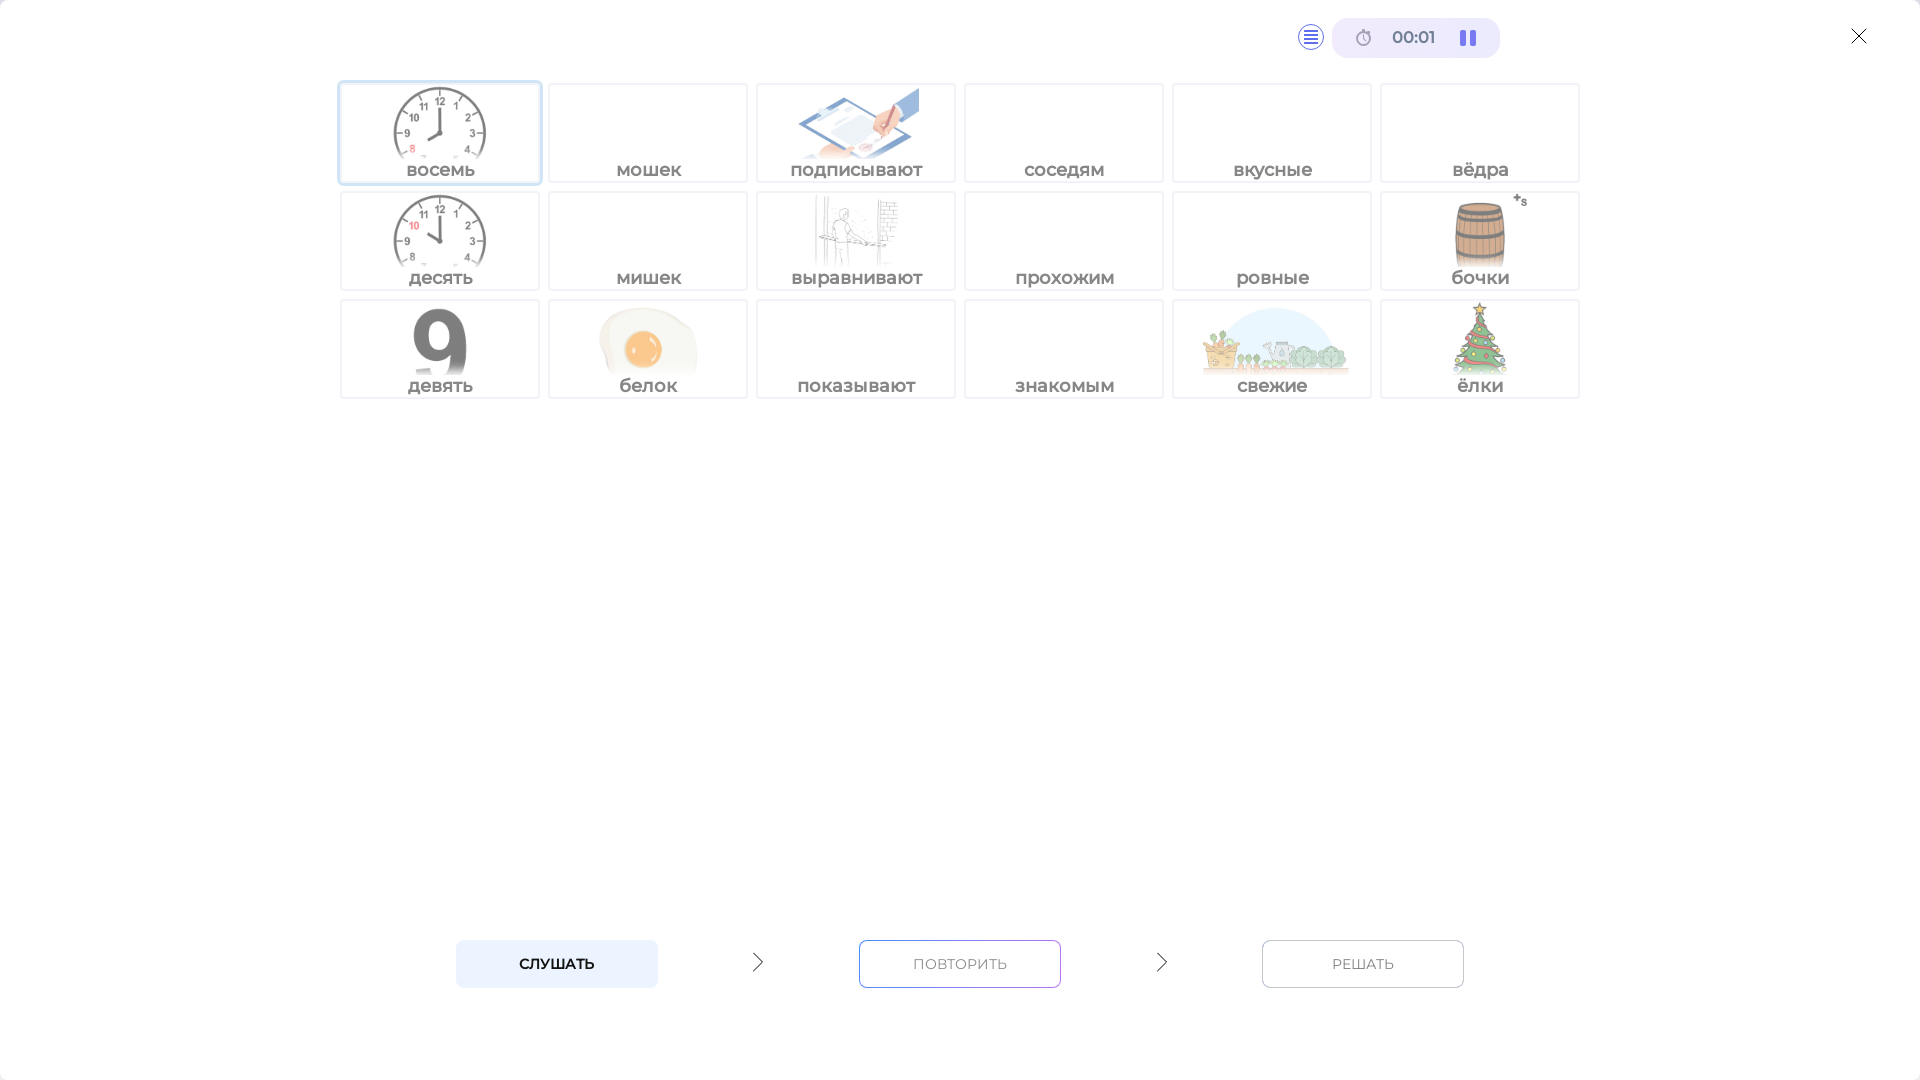 00:01
восемь мошек подписывают соседям вкусные вёдра
десять мишек выравнивают прохожим ровные бочки
девять белок показывают знакомым свежие ёлки
СЛУШАТЬ ПОВТОРИТЬ РЕШАТЬ